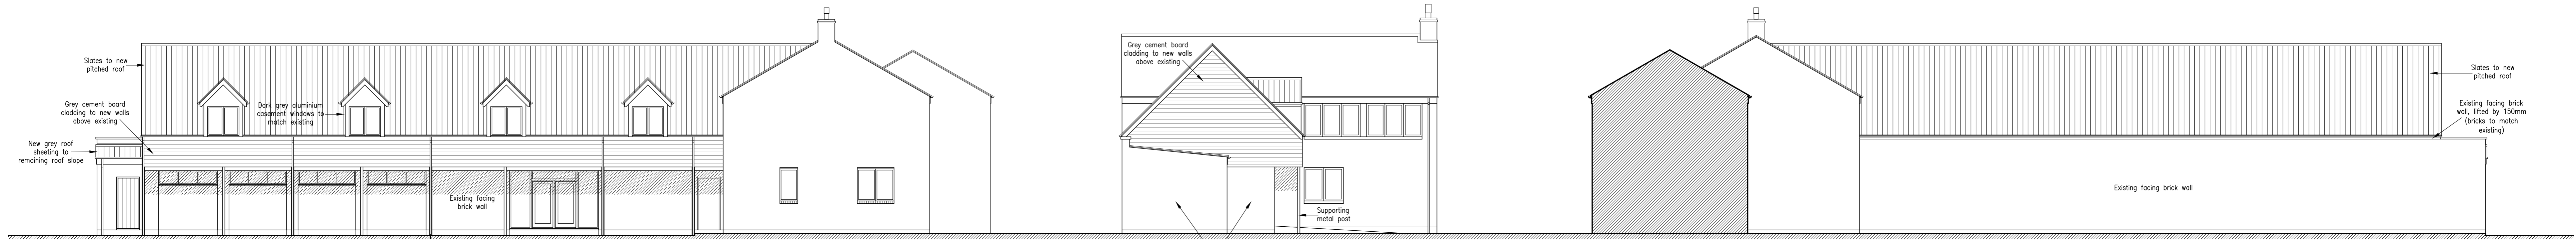 Slates to new
pitched roof
Grey cement board
cladding to new walls
above existing
New grey roof
sheeting to
remaining roof slope
Dark grey aluminium
casement windows to
match existing
Existing facing
brick wall
Grey cement board
cladding to new walls
above existing
Supporting
metal post
Slates to new
pitched roof
Existing facing brick
wall, lifted by 150mm
(bricks to match
existing)
Existing facing brick wall